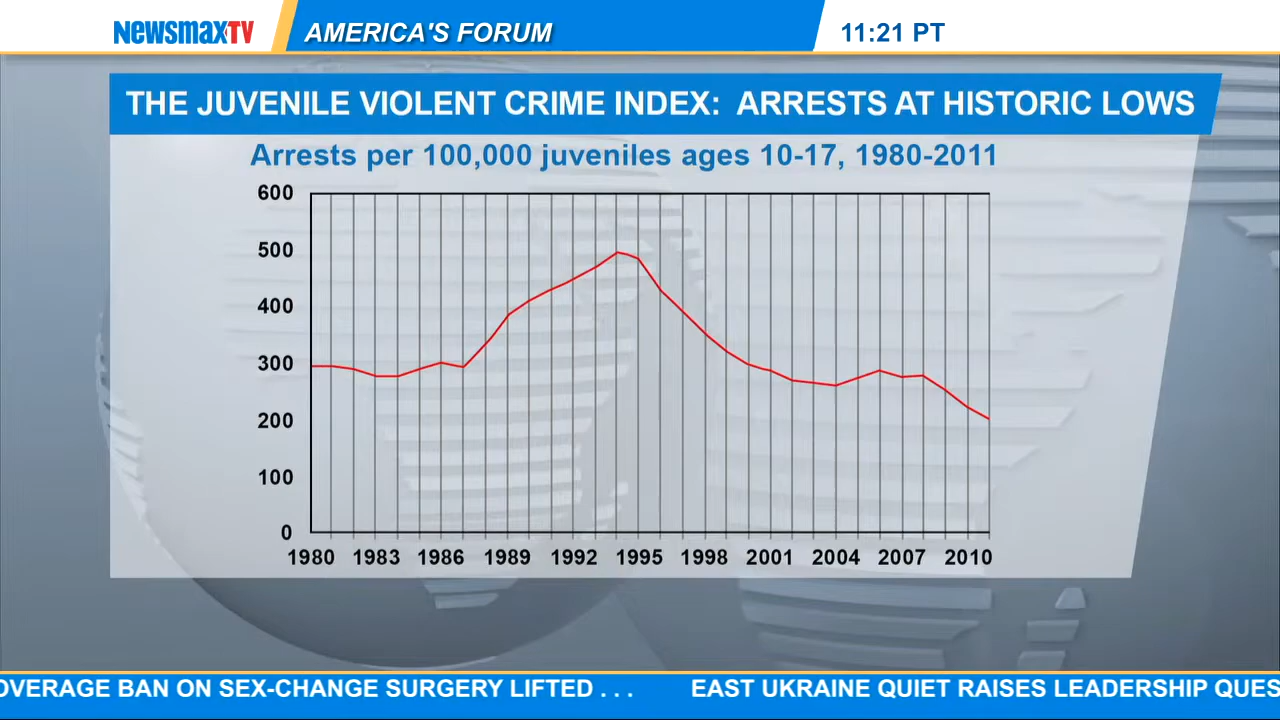 NEWSMAXTV
AMERICA'S FORUM
11:21 PT
THE JUVENILE VIOLENT CRIME INDEX: ARRESTS AT HISTORIC LOWS
Arrests per 100,000 juveniles ages 10-17, 1980-2011
600
500
400
300
200
100
0
1980 1983 1986 1989 1992 1995 1998 2001 2004 2007 2010
OVERAGE BAN ON SEX-CHANGE SURGERY LIFTED . . . EAST UKRAINE QUIET RAISES LEADERSHIP QUES